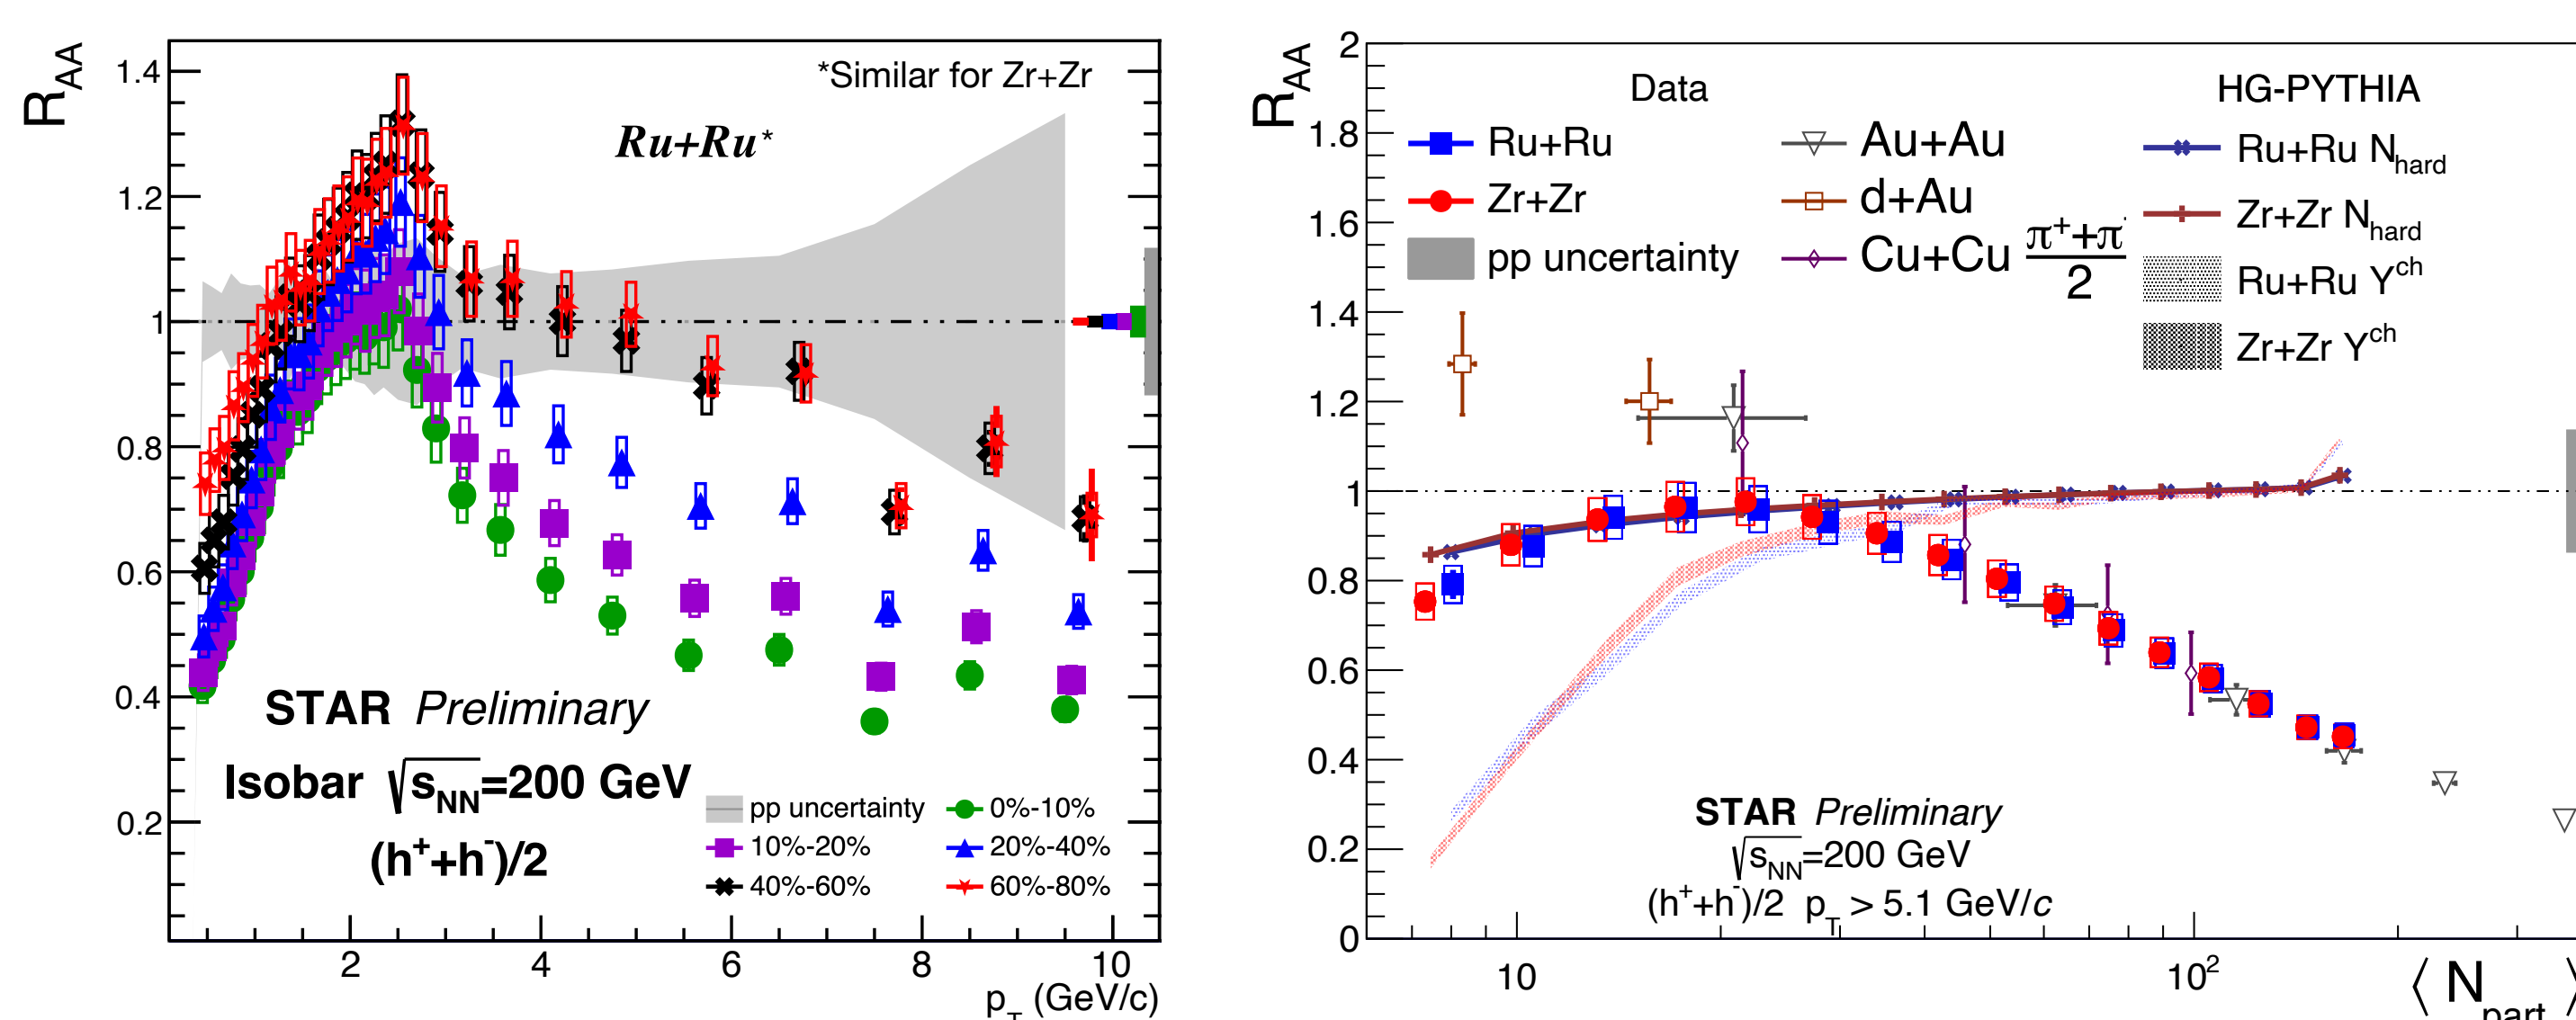 R_AA
1.4
1.2
1
0.8
0.6
0.4
0.2
*Similar for Zr+Zr
Ru+Ru*
STAR Preliminary
Isobar √s_NN=200 GeV
(h⁺+h⁻)/2
pp uncertainty 0%-10%
10%-20% 20%-40%
40%-60% 60%-80%
2 4 6 8 10
p_T (GeV/c)
R_AA
2
1.8
1.6
1.4
1.2
1
0.8
0.6
0.4
0.2
0
Data
Ru+Ru
Zr+Zr
pp uncertainty
Au+Au
d+Au
Cu+Cu (π⁺+π)/2
HG-PYTHIA
Ru+Ru N_hard
Zr+Zr N_hard
Ru+Ru Y^ch
Zr+Zr Y^ch
STAR Preliminary
√s_NN=200 GeV
(h⁺+h⁻)/2 p_T > 5.1 GeV/c
10 10²
⟨N_part⟩